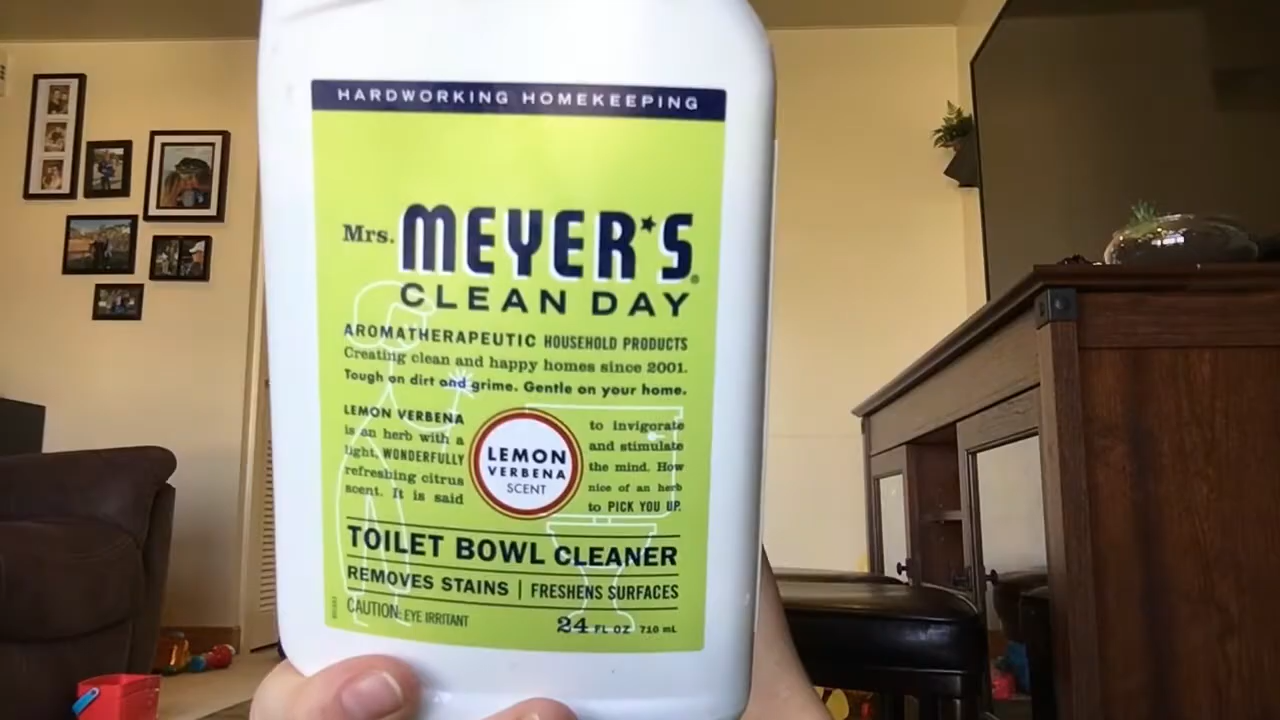 HARDWORKING HOMEKEEPING
Mrs. MEYER'S®
CLEAN DAY
AROMATHERAPEUTIC HOUSEHOLD PRODUCTS
Creating clean and happy homes since 2001.
Tough on dirt and grime. Gentle on your home.
LEMON VERBENA
is an herb with a
light, WONDERFULLY
refreshing citrus
scent. It is said
LEMON
VERBENA
SCENT
to invigorate
and stimulate
the mind. How
nice of an herb
to PICK YOU UP.
TOILET BOWL CLEANER
REMOVES STAINS | FRESHENS SURFACES
CAUTION: EYE IRRITANT
24 FL OZ 710 mL